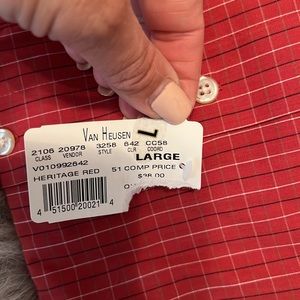 VAN HEUSEN L
2106 20978 3258 642 CC58
CLASS VENDOR STYLE CLR COORD
V010992642 LARGE
HERITAGE RED 51 COMP PRICE
$38.00
4 51500 20021 4